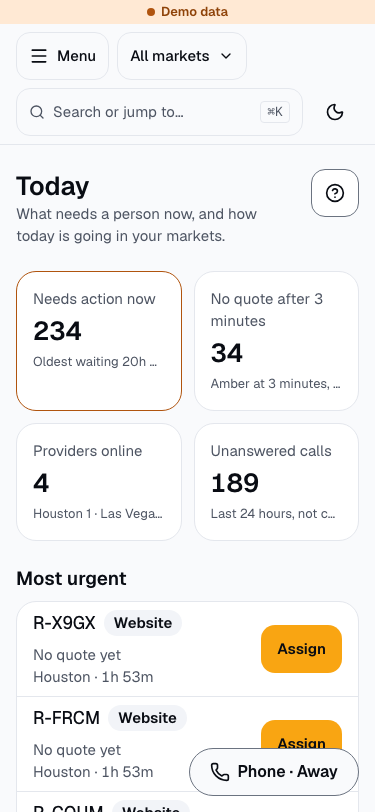 Demo data
Menu
All markets
Search or jump to...
⌘K
Today
What needs a person now, and how
today is going in your markets.
Needs action now
234
Oldest waiting 20h ...
No quote after 3
minutes
34
Amber at 3 minutes, ...
Providers online
4
Houston 1 · Las Vega...
Unanswered calls
189
Last 24 hours, not c...
Most urgent
R-X9GX Website
No quote yet
Houston · 1h 53m
Assign
R-FRCM Website
No quote yet
Houston · 1h 53m
Assign
Phone · Away
Website